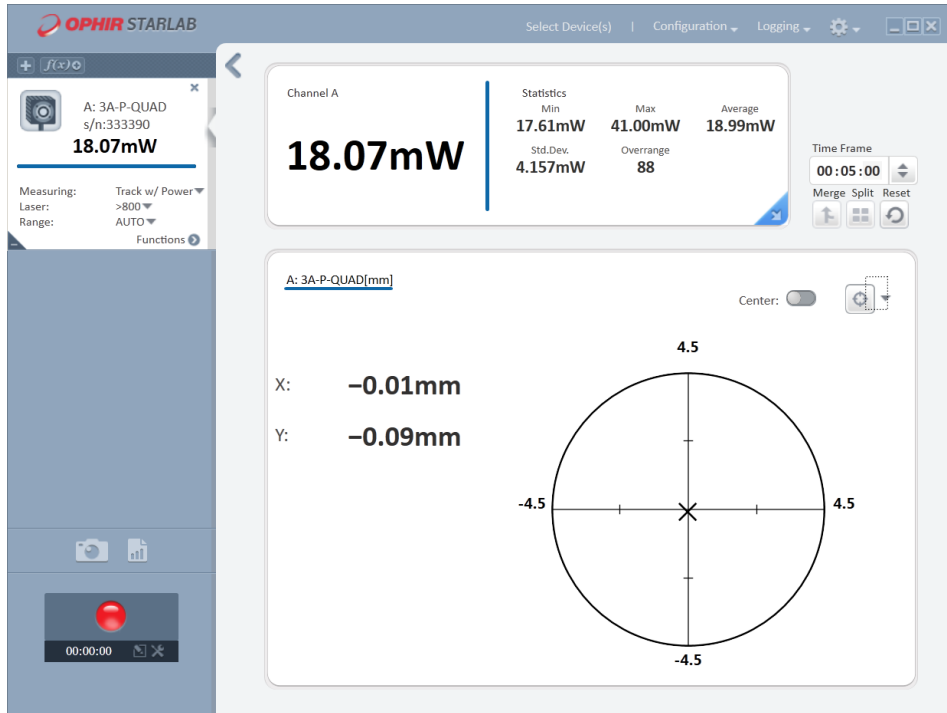 OPHIR STARLAB
Select Device(s) | Configuration Logging
f(x)
A: 3A-P-QUAD
s/n:333390
18.07mW
Measuring: Track w/ Power
Laser: >800
Range: AUTO
Functions
Channel A
18.07mW
Statistics
Min Max Average
17.61mW 41.00mW 18.99mW
Std.Dev. Overrange
4.157mW 88
Time Frame
00:05:00
Merge Split Reset
A: 3A-P-QUAD[mm]
Center:
X: −0.01mm
Y: −0.09mm
4.5
-4.5 4.5
-4.5
00:00:00